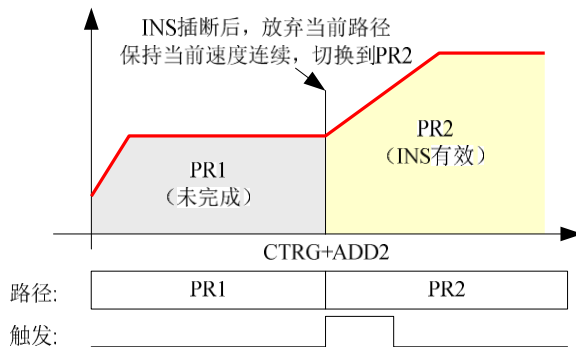 INS插断后，放弃当前路径
保持当前速度连续，切换到PR2
PR1
（未完成）
PR2
（INS有效）
CTRG+ADD2
路径: PR1 PR2
触发: